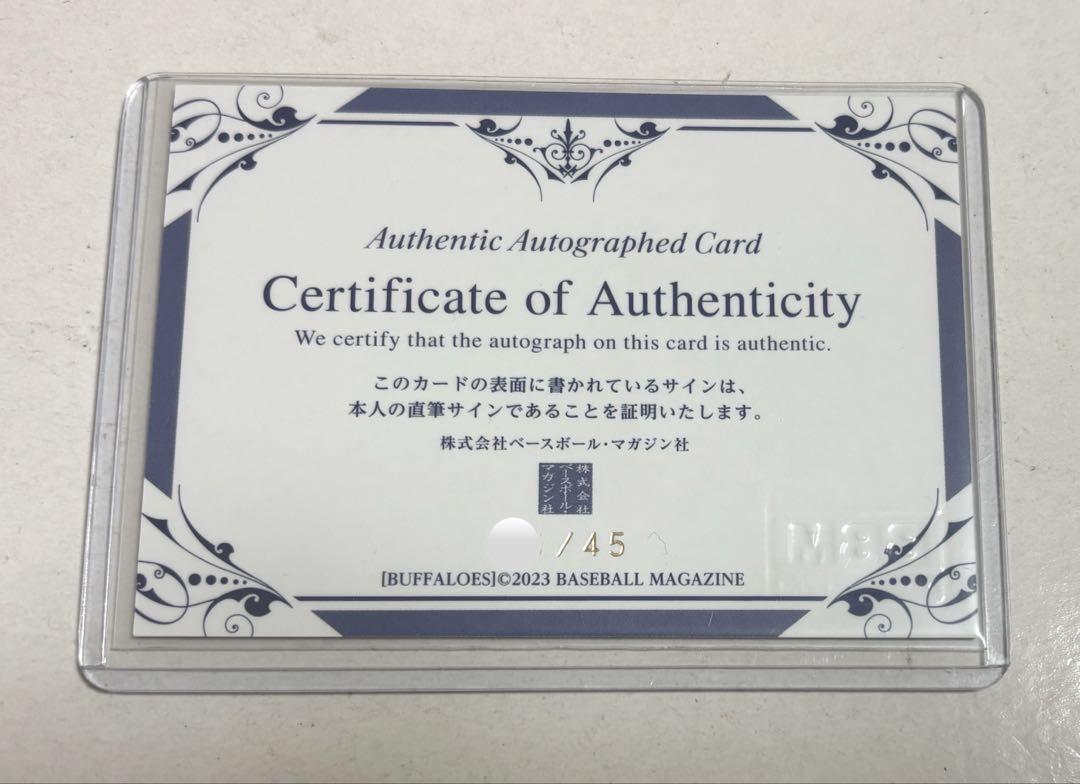 Authentic Autographed Card
Certificate of Authenticity
We certify that the autograph on this card is authentic.
このカードの表面に書かれているサインは、
本人の直筆サインであることを証明いたします。
株式会社ベースボール・マガジン社
株式会社
ベースボール・
マガジン社
/45
[BUFFALOES]©2023 BASEBALL MAGAZINE